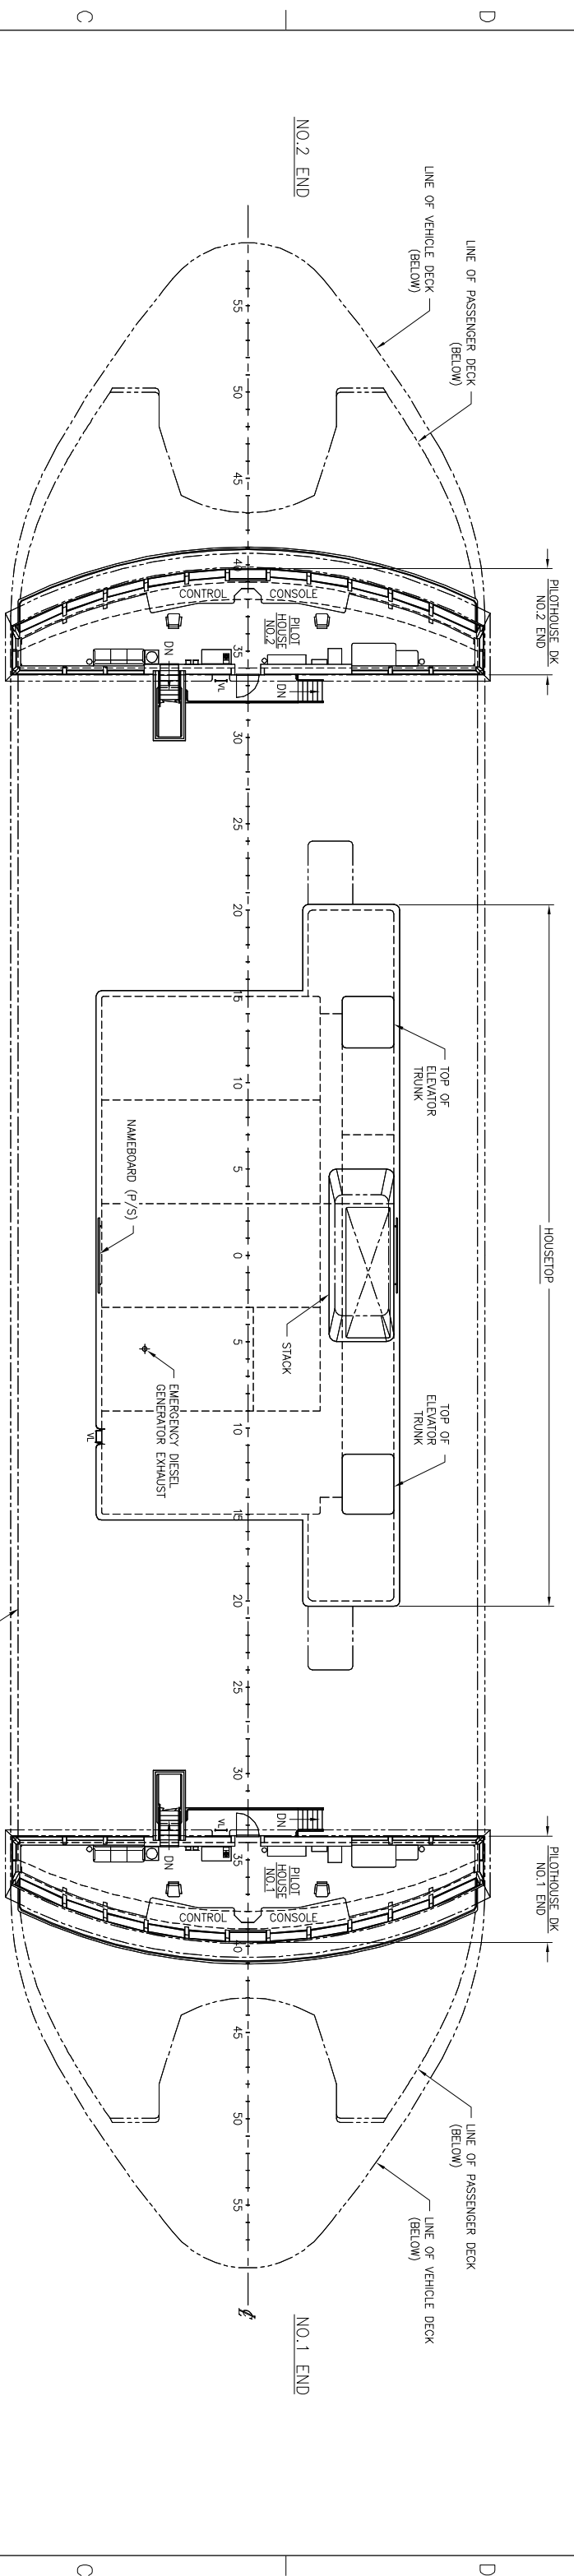 C
D
NO.2 END
LINE OF VEHICLE DECK
(BELOW)
LINE OF PASSENGER DECK
(BELOW)
55
50
45
40
PILOTHOUSE DK
NO.2 END
CONTROL
CONSOLE
PILOT
HOUSE
NO.2
35
DN
DN
VL
30
25
20
15
10
5
0
5
10
15
20
25
30
TOP OF
ELEVATOR
TRUNK
NAMEBOARD (P/S)
HOUSETOP
STACK
EMERGENCY DIESEL
GENERATOR EXHAUST
VL
TOP OF
ELEVATOR
TRUNK
PILOTHOUSE DK
NO.1 END
VL
DN
DN
35
PILOT
HOUSE
NO.1
CONTROL
CONSOLE
40
45
50
55
LINE OF PASSENGER DECK
(BELOW)
LINE OF VEHICLE DECK
(BELOW)
℄
NO.1 END
C
D